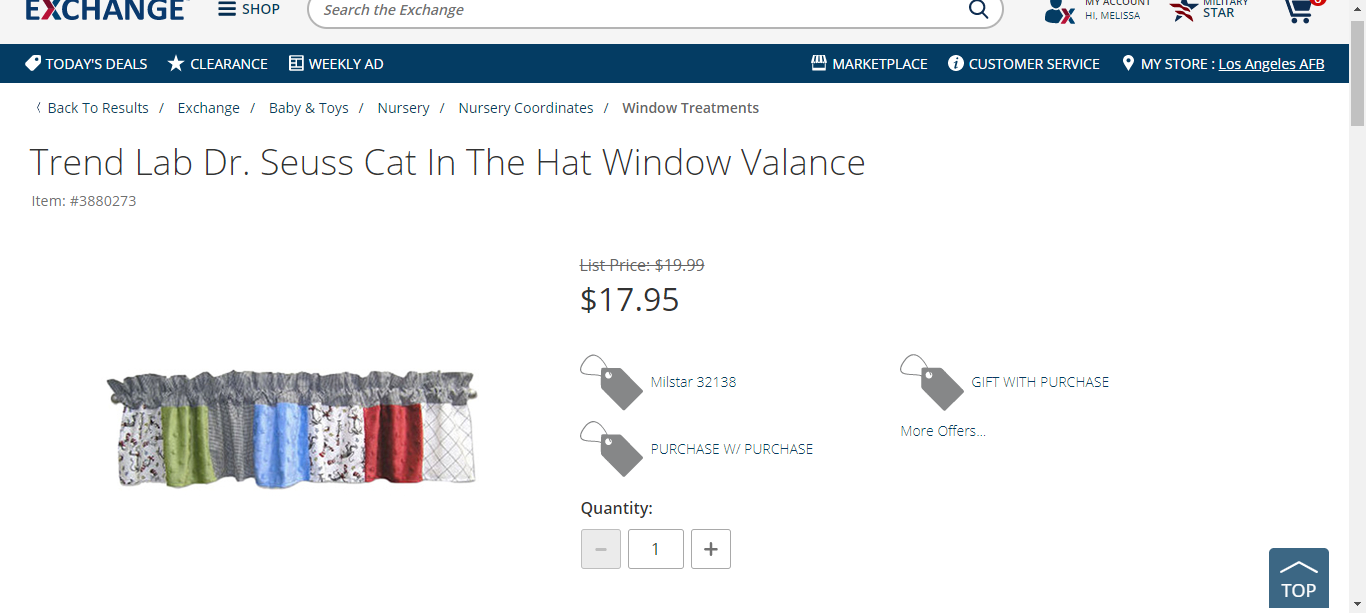 EXCHANGE
SHOP
Search the Exchange
MY ACCOUNT
HI, MELISSA
MILITARY
STAR
TODAY'S DEALS
CLEARANCE
WEEKLY AD
MARKETPLACE
CUSTOMER SERVICE
MY STORE : Los Angeles AFB
Back To Results / Exchange / Baby & Toys / Nursery / Nursery Coordinates / Window Treatments
Trend Lab Dr. Seuss Cat In The Hat Window Valance
Item: #3880273
List Price: $19.99
$17.95
Milstar 32138
GIFT WITH PURCHASE
PURCHASE W/ PURCHASE
More Offers...
Quantity:
− 1 +
TOP